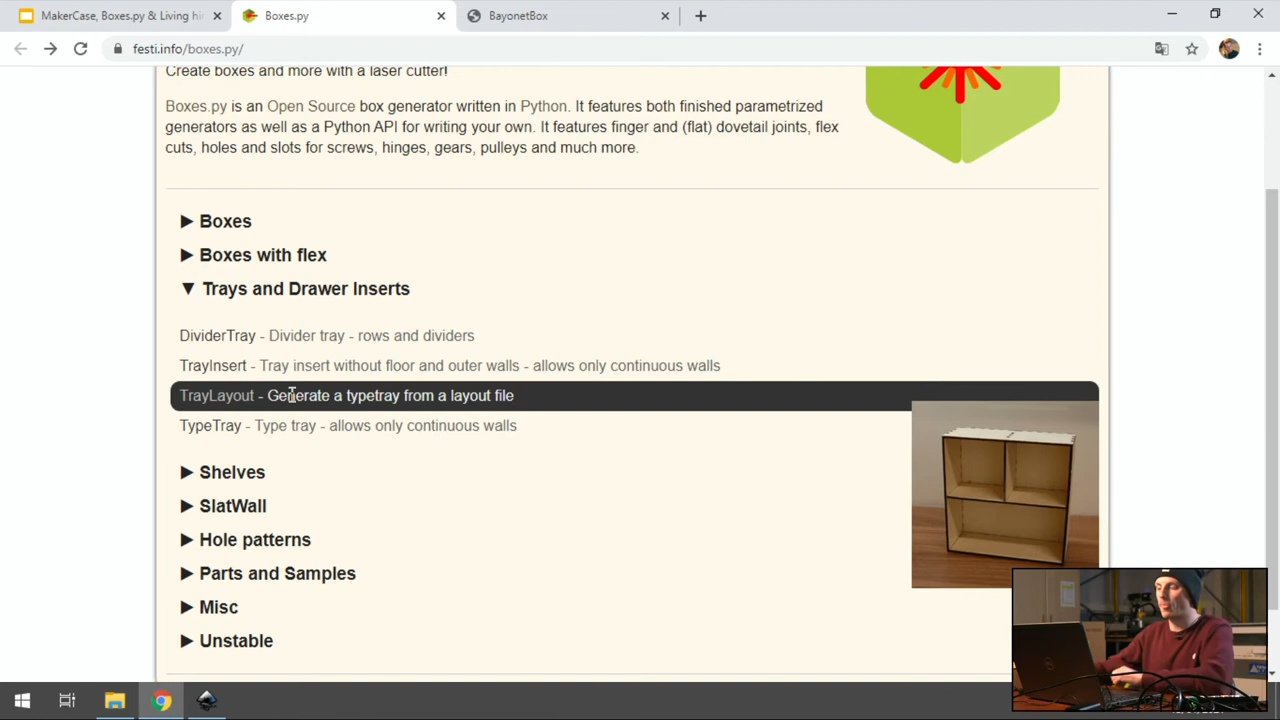 MakerCase, Boxes.py & Living hi
Boxes.py
BayonetBox
festi.info/boxes.py/
Create boxes and more with a laser cutter!
Boxes.py is an Open Source box generator written in Python. It features both finished parametrized
generators as well as a Python API for writing your own. It features finger and (flat) dovetail joints, flex
cuts, holes and slots for screws, hinges, gears, pulleys and much more.
Boxes
Boxes with flex
Trays and Drawer Inserts
DividerTray - Divider tray - rows and dividers
TrayInsert - Tray insert without floor and outer walls - allows only continuous walls
TrayLayout - Generate a typetray from a layout file
TypeTray - Type tray - allows only continuous walls
Shelves
SlatWall
Hole patterns
Parts and Samples
Misc
Unstable